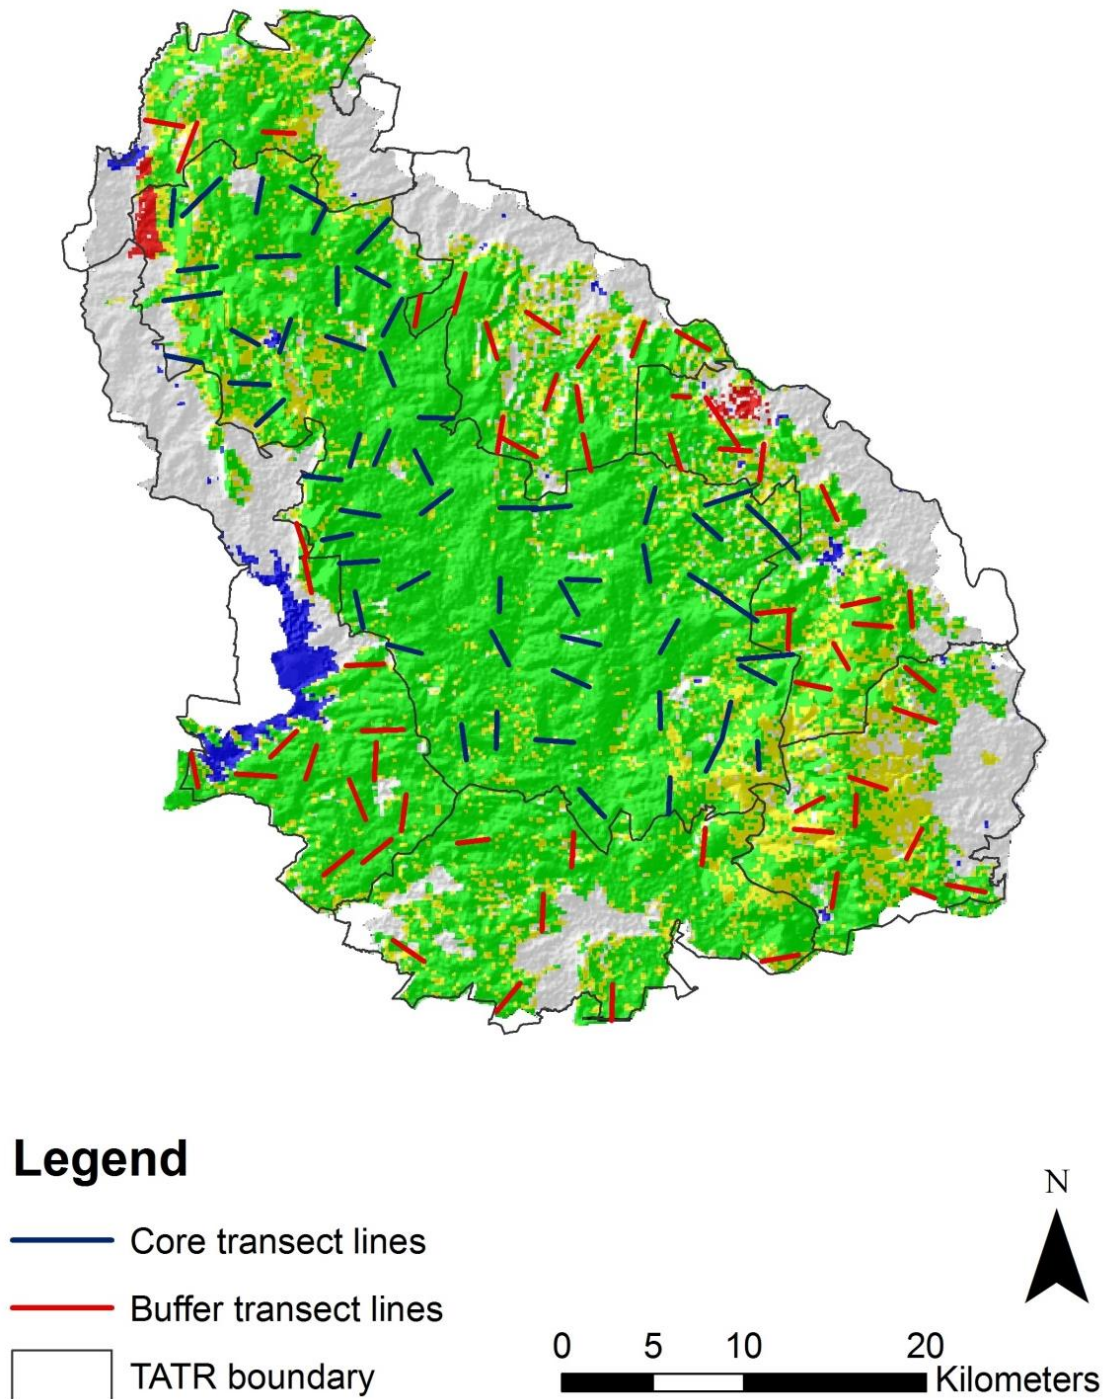 Legend
N
Core transect lines
Buffer transect lines
0 5 10 20
TATR boundary
Kilometers